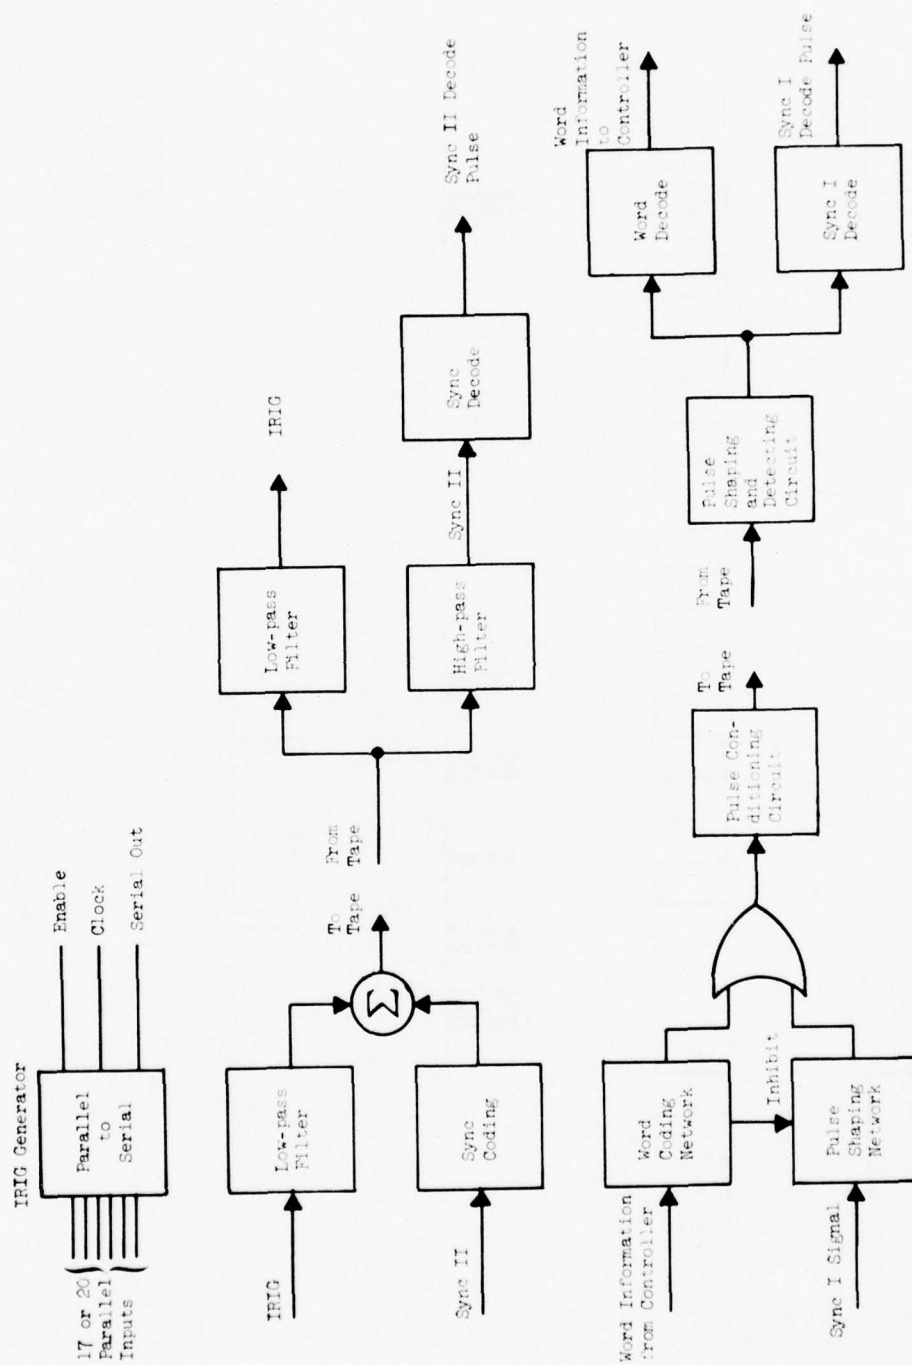 IRIG Generator
17 or 20
Parallel
Inputs
Parallel
to
Serial
Enable
Clock
Serial Out
IRIG
Low-pass
Filter
Sync II
Sync
Coding
Σ
To
Tape
From
Tape
Low-pass
Filter
IRIG
High-pass
Filter
Sync II
Sync
Decode
Sync II Decode
Pulse
Word Information
from Controller
Word
Coding
Network
Inhibit
Sync I Signal
Pulse
Shaping
Network
Pulse Con-
ditioning
Circuit
To
Tape
From
Tape
Pulse
Shaping
and
Detecting
Circuit
Word
Decode
Word
Information
to
Controller
Sync I
Decode
Sync I
Decode Pulse